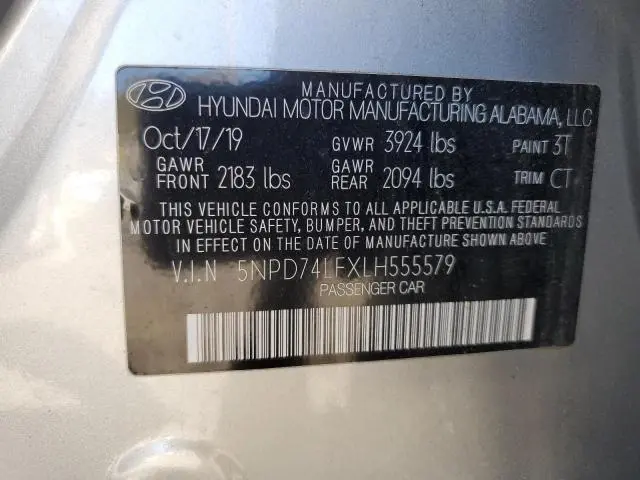 MANUFACTURED BY
HYUNDAI MOTOR MANUFACTURING ALABAMA, LLC
Oct/17/19 GVWR 3924 lbs PAINT 3T
GAWR FRONT 2183 lbs GAWR REAR 2094 lbs TRIM CT
THIS VEHICLE CONFORMS TO ALL APPLICABLE U.S.A. FEDERAL
MOTOR VEHICLE SAFETY, BUMPER, AND THEFT PREVENTION STANDARDS
IN EFFECT ON THE DATE OF MANUFACTURE SHOWN ABOVE.
V.I.N 5NPD74LFXLH555579
PASSENGER CAR